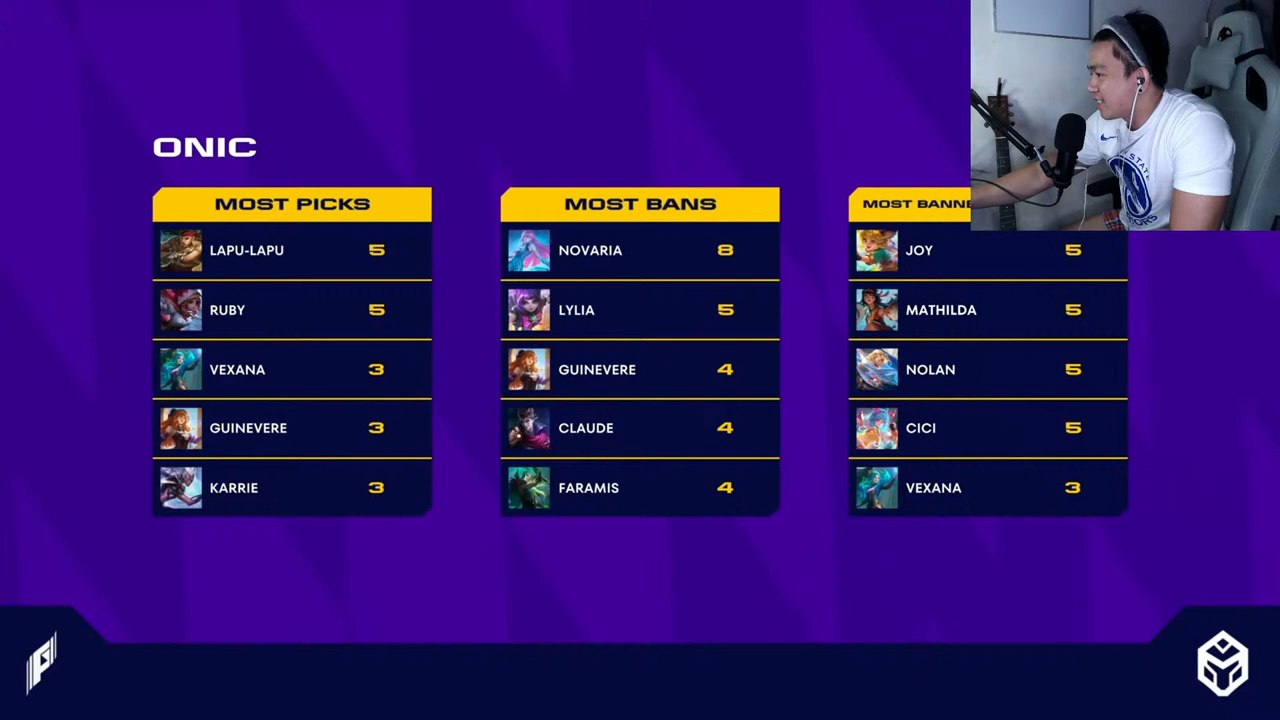 ONIC
MOST PICKS
LAPU-LAPU 5
RUBY 5
VEXANA 3
GUINEVERE 3
KARRIE 3
MOST BANS
NOVARIA 8
LYLIA 5
GUINEVERE 4
CLAUDE 4
FARAMIS 4
MOST
JOY 5
MATHILDA 5
NOLAN 5
CICI 5
VEXANA 3